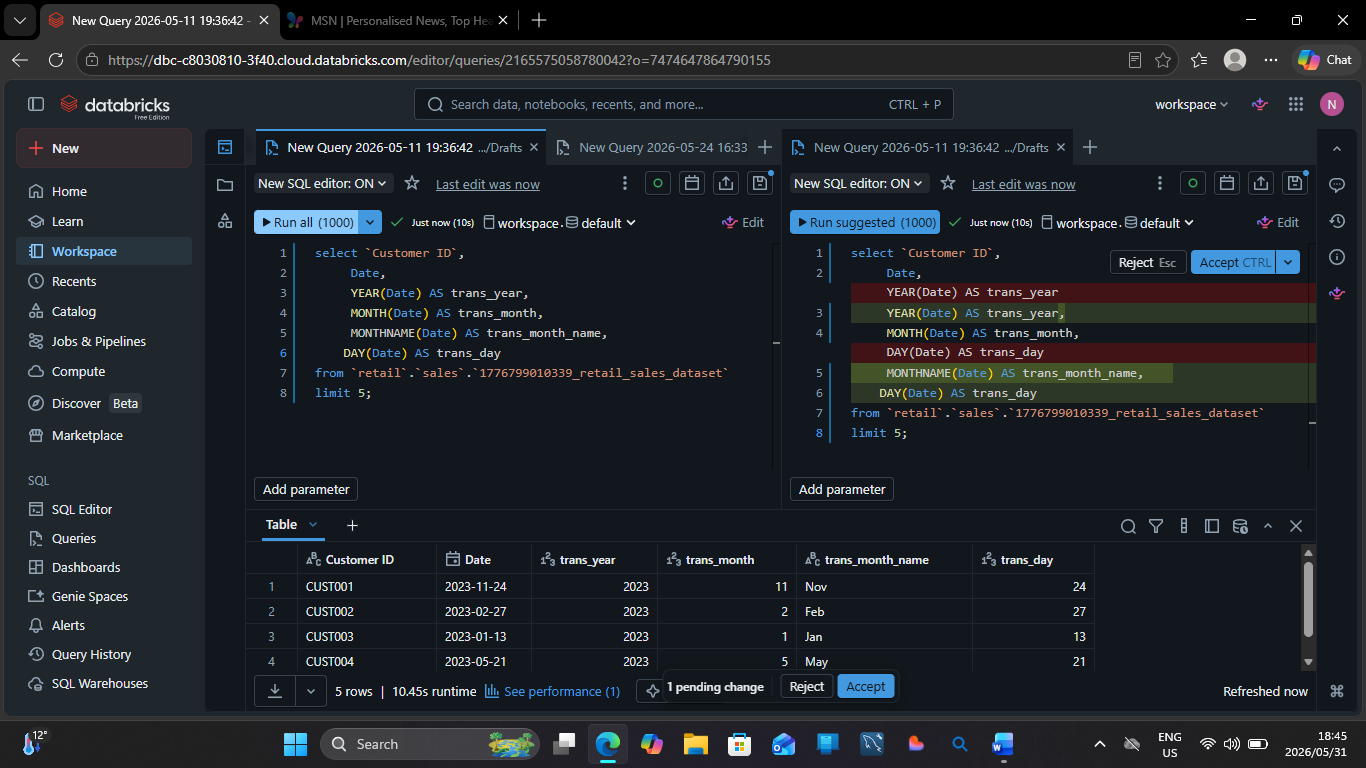 New Query 2026-05-11 19:36:42 -
MSN | Personalised News, Top Hea
https://dbc-c8030810-3f40.cloud.databricks.com/editor/queries/2165575058780042?o=7474647864790155
Chat
databricks
Free Edition
Search data, notebooks, recents, and more...
CTRL + P
workspace
N
New
Home
Learn
Workspace
Recents
Catalog
Jobs & Pipelines
Compute
Discover Beta
Marketplace
SQL
SQL Editor
Queries
Dashboards
Genie Spaces
Alerts
Query History
SQL Warehouses
New Query 2026-05-11 19:36:42 .../Drafts
New Query 2026-05-24 16:33
New SQL editor: ON
Last edit was now
Run all (1000)
Just now (10s)
workspace.
default
Edit
1 select `Customer ID`,
2 Date,
3 YEAR(Date) AS trans_year,
4 MONTH(Date) AS trans_month,
5 MONTHNAME(Date) AS trans_month_name,
6 DAY(Date) AS trans_day
7 from `retail`.`sales`.`1776799010339_retail_sales_dataset`
8 limit 5;
Add parameter
New Query 2026-05-11 19:36:42 .../Drafts
New SQL editor: ON
Last edit was now
Run suggested (1000)
Just now (10s)
workspace.
default
Edit
Reject Esc
Accept CTRL
1 select `Customer ID`,
2 Date,
YEAR(Date) AS trans_year
3 YEAR(Date) AS trans_year,
4 MONTH(Date) AS trans_month,
DAY(Date) AS trans_day
5 MONTHNAME(Date) AS trans_month_name,
6 DAY(Date) AS trans_day
7 from `retail`.`sales`.`1776799010339_retail_sales_dataset`
8 limit 5;
Add parameter
Table
Customer ID Date trans_year trans_month trans_month_name trans_day
1 CUST001 2023-11-24 2023 11 Nov 24
2 CUST002 2023-02-27 2023 2 Feb 27
3 CUST003 2023-01-13 2023 1 Jan 13
4 CUST004 2023-05-21 2023 5 May 21
5 rows | 10.45s runtime
See performance (1)
1 pending change
Reject
Accept
Refreshed now
12°
Search
ENG
US
18:45
2026/05/31